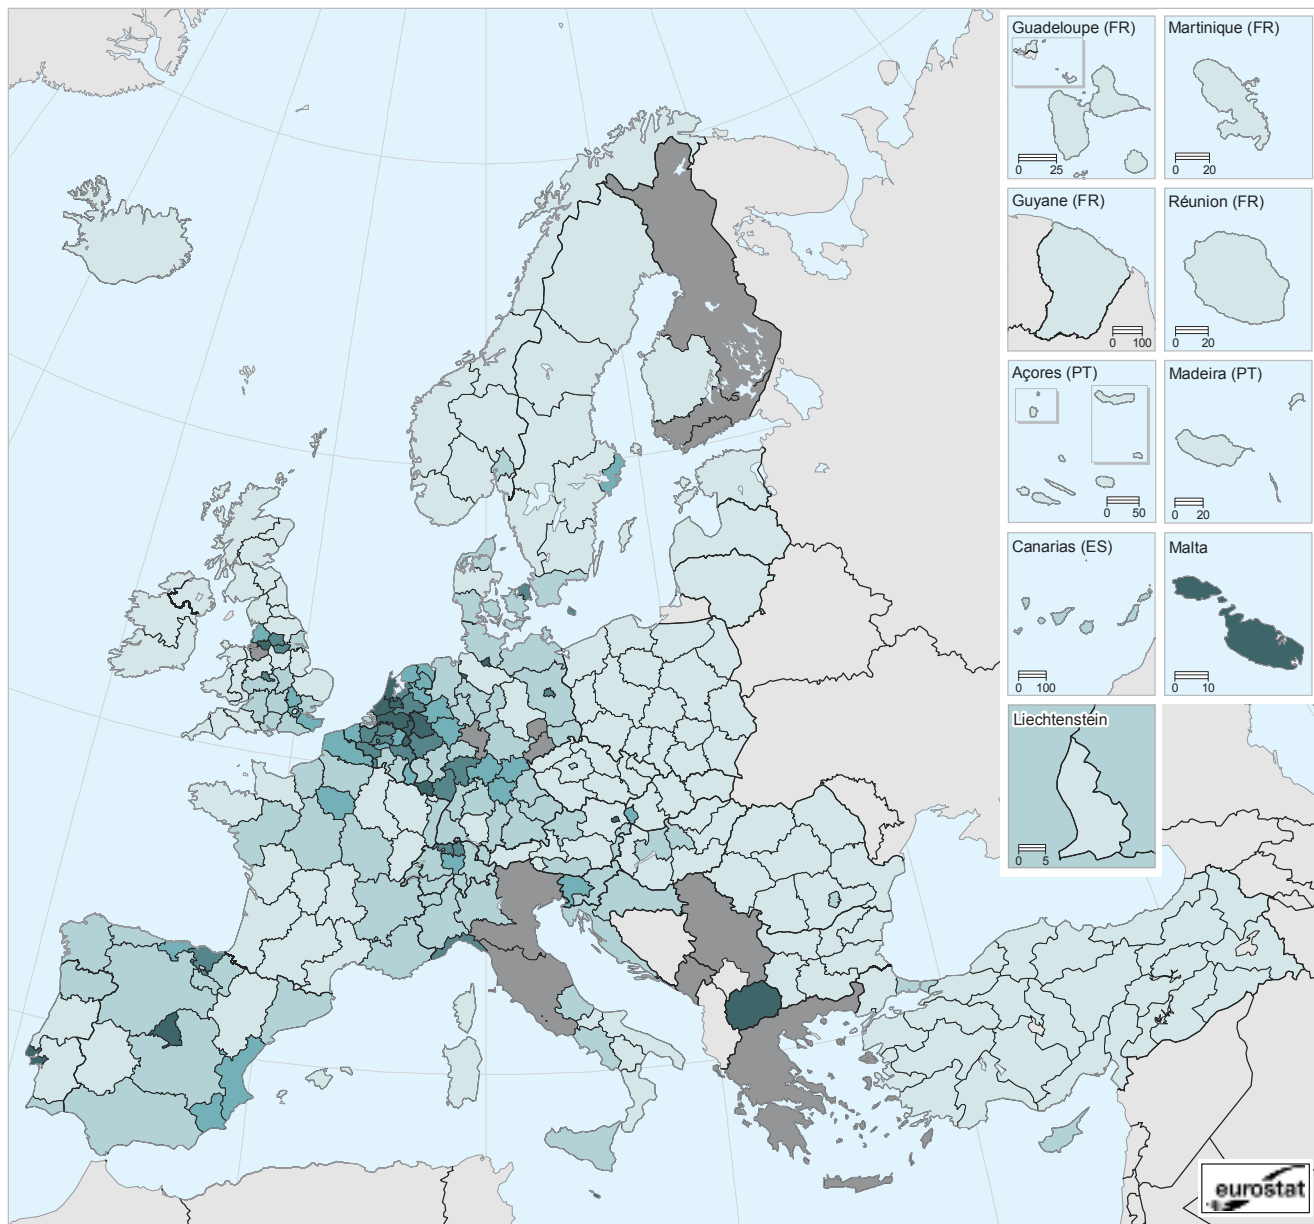 Guadeloupe (FR)
0 25
Martinique (FR)
0 20
Guyane (FR)
0 100
Réunion (FR)
0 20
Açores (PT)
0 50
Madeira (PT)
0 20
Canarias (ES)
0 100
Malta
0 10
Liechtenstein
0 5
eurostat